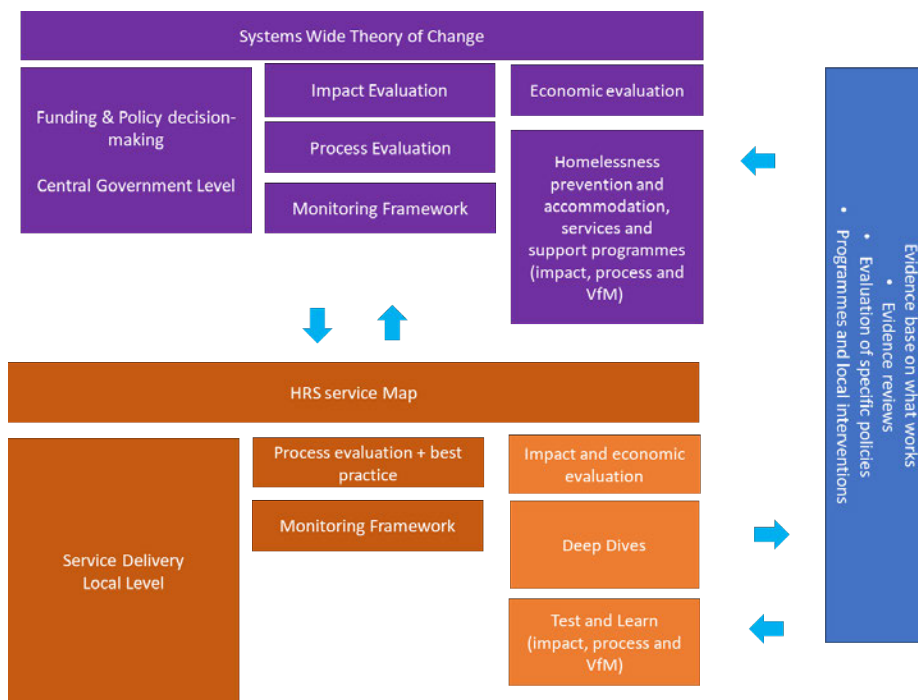 Systems Wide Theory of Change
Funding & Policy decision-
making
Central Government Level
Impact Evaluation
Process Evaluation
Monitoring Framework
Economic evaluation
Homelessness
prevention and
accommodation,
services and
support programmes
(impact, process and
VfM)
HRS service Map
Service Delivery
Local Level
Process evaluation + best
practice
Monitoring Framework
Impact and economic
evaluation
Deep Dives
Test and Learn
(impact, process and
VfM)
Evidence base on what works
• Evidence reviews
• Evaluation of specific policies
• Programmes and local interventions